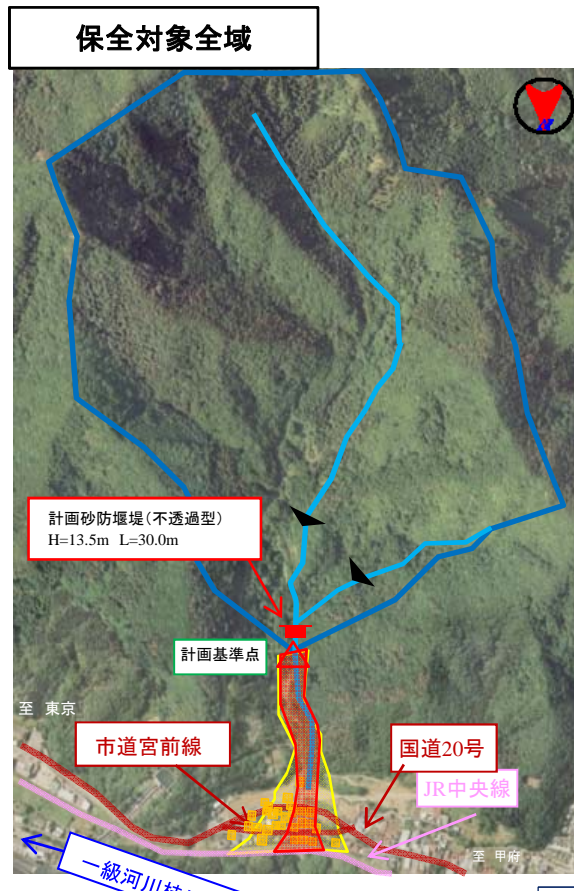 保全対象全域
N
計画砂防堰堤（不透過型）
H=13.5m L=30.0m
計画基準点
至 東京
市道宮前線
国道20号
JR中央線
至 甲府
一級河川